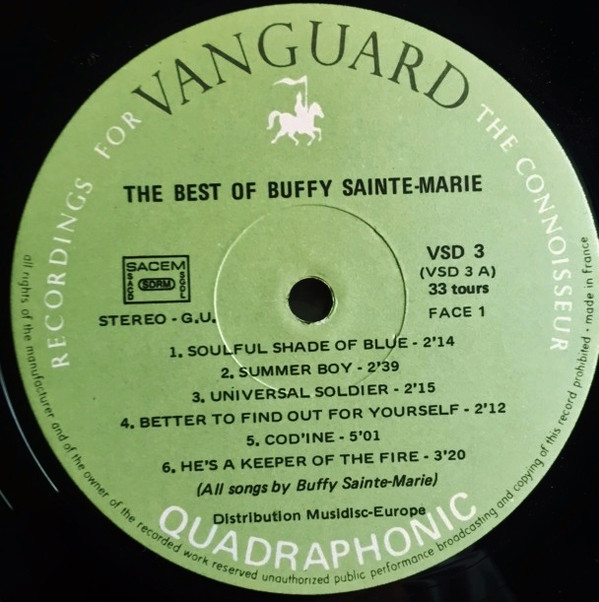 RECORDINGS FOR VANGUARD THE CONNOISSEUR
THE BEST OF BUFFY SAINTE-MARIE
SACEM
SACD
SDRM
SGDL
VSD 3
(VSD 3 A)
33 tours
STEREO - G.U.
FACE 1
1. SOULFUL SHADE OF BLUE - 2'14
2. SUMMER BOY - 2'39
3. UNIVERSAL SOLDIER - 2'15
4. BETTER TO FIND OUT FOR YOURSELF - 2'12
5. COD'INE - 5'01
6. HE'S A KEEPER OF THE FIRE - 3'20
(All songs by Buffy Sainte-Marie)
Distribution Musidisc-Europe
QUADRAPHONIC
all rights of the manufacturer and of the owner of the recorded work reserved unauthorized public performance broadcasting and copying of this record prohibited • made in France